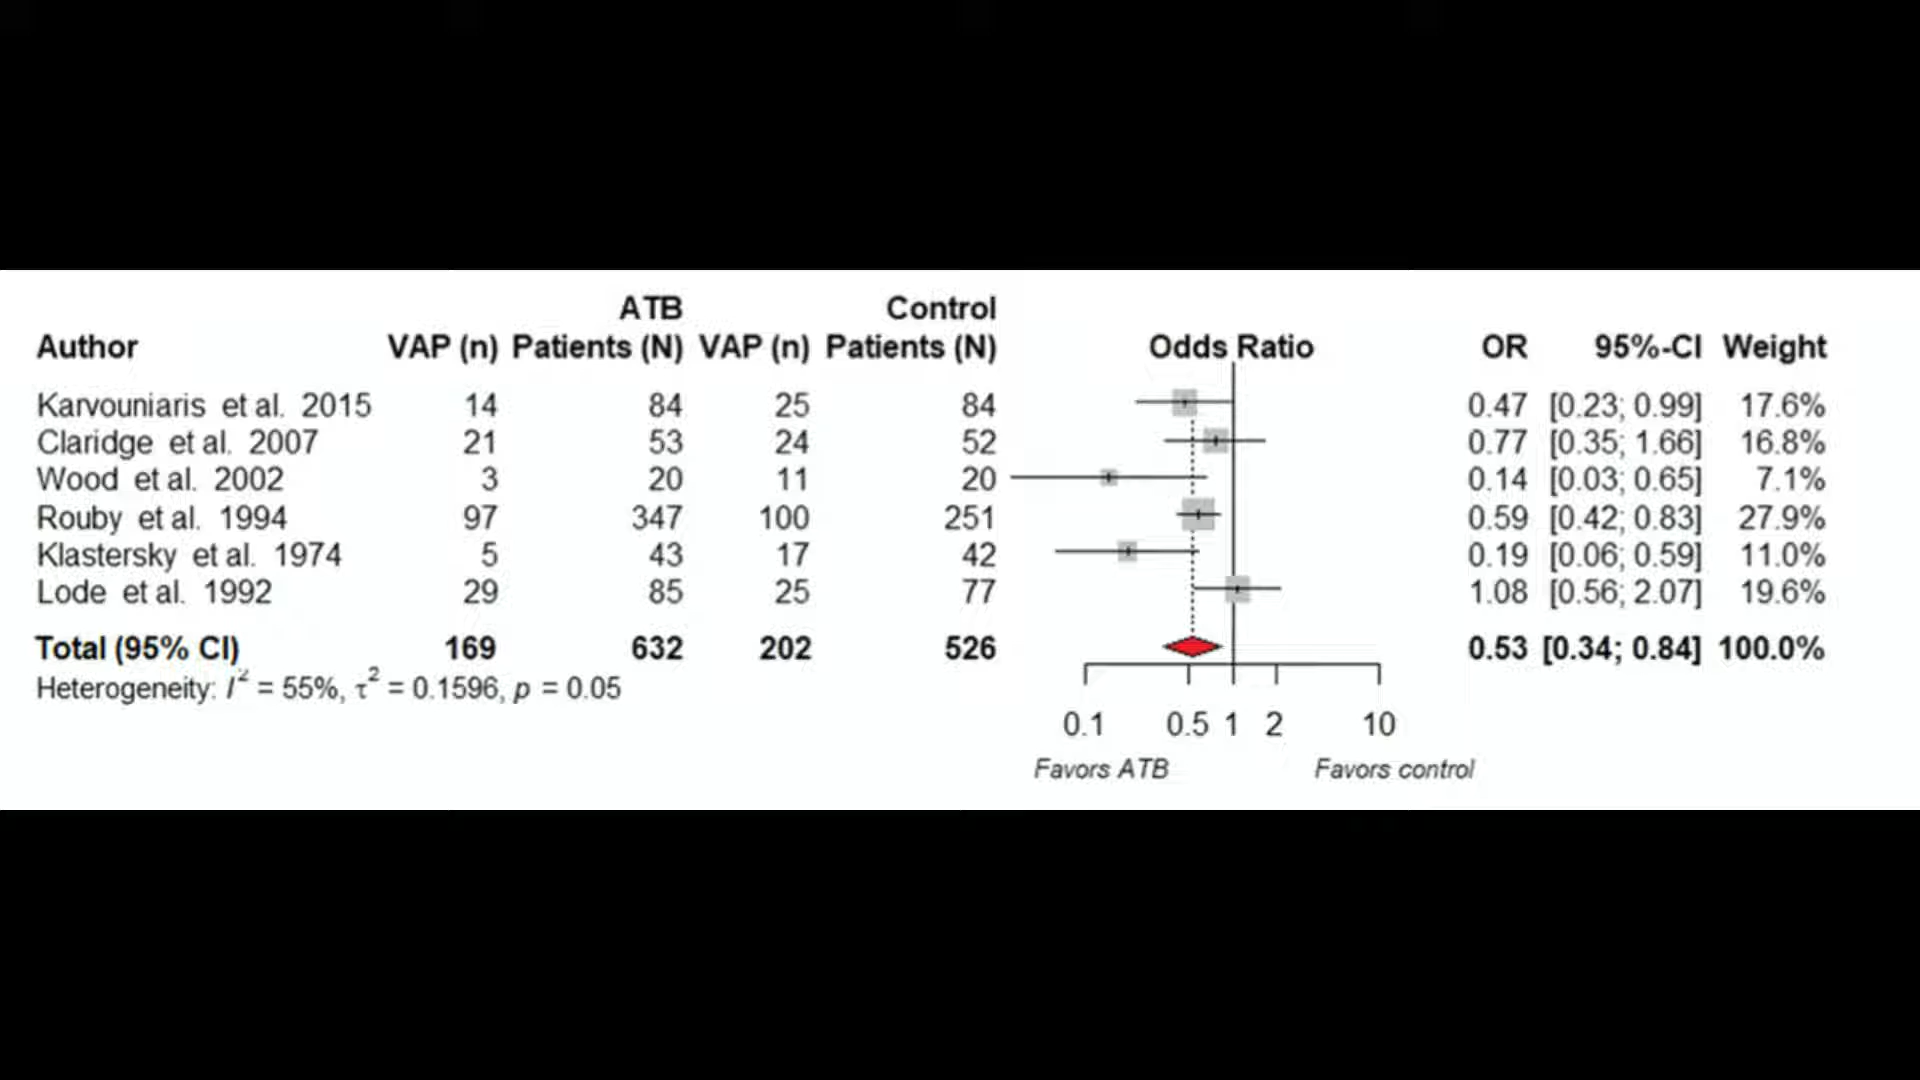 ATB Control
Author VAP (n) Patients (N) VAP (n) Patients (N) Odds Ratio OR 95%-CI Weight
Karvouniaris et al. 2015 14 84 25 84 0.47 [0.23; 0.99] 17.6%
Claridge et al. 2007 21 53 24 52 0.77 [0.35; 1.66] 16.8%
Wood et al. 2002 3 20 11 20 0.14 [0.03; 0.65] 7.1%
Rouby et al. 1994 97 347 100 251 0.59 [0.42; 0.83] 27.9%
Klastersky et al. 1974 5 43 17 42 0.19 [0.06; 0.59] 11.0%
Lode et al. 1992 29 85 25 77 1.08 [0.56; 2.07] 19.6%
Total (95% CI) 169 632 202 526 0.53 [0.34; 0.84] 100.0%
Heterogeneity: I² = 55%, τ² = 0.1596, p = 0.05
0.1 0.5 1 2 10
Favors ATB Favors control